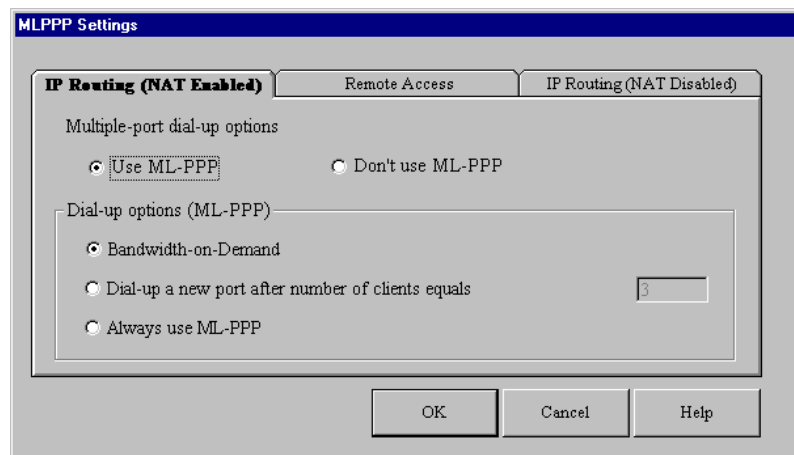 MLPPP Settings
IP Routing (NAT Enabled)
Remote Access
IP Routing (NAT Disabled)
Multiple-port dial-up options
Use ML-PPP
Don't use ML-PPP
Dial-up options (ML-PPP)
Bandwidth-on-Demand
Dial-up a new port after number of clients equals
3
Always use ML-PPP
OK
Cancel
Help